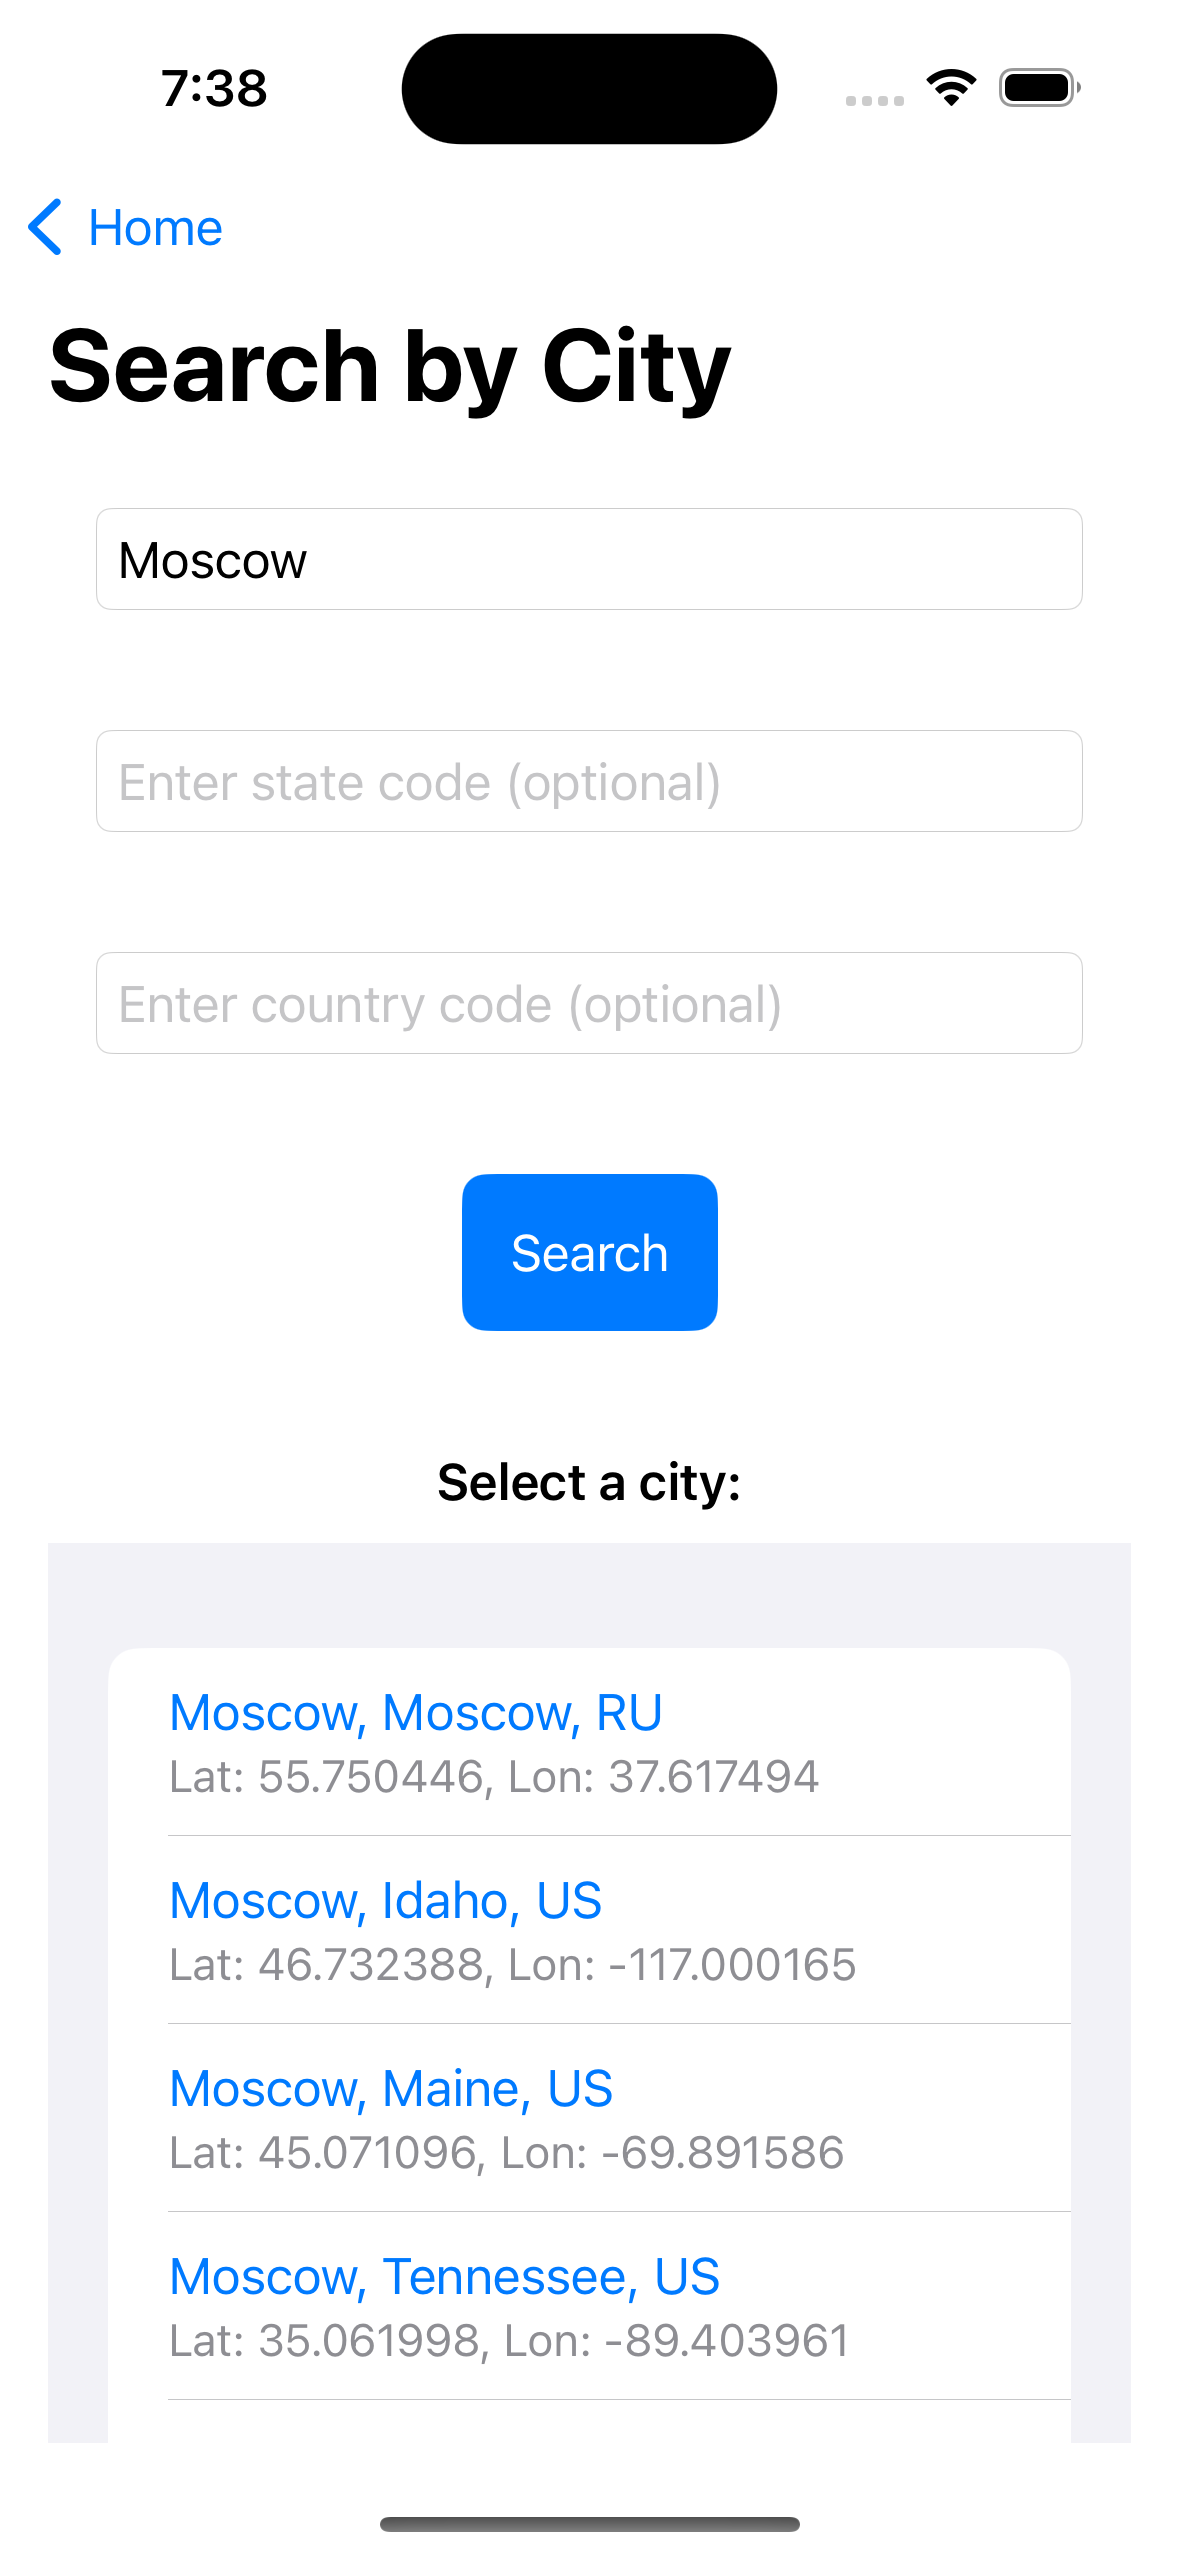 7:38
Home
Search by City
Moscow
Enter state code (optional)
Enter country code (optional)
Search
Select a city:
Moscow, Moscow, RU
Lat: 55.750446, Lon: 37.617494
Moscow, Idaho, US
Lat: 46.732388, Lon: -117.000165
Moscow, Maine, US
Lat: 45.071096, Lon: -69.891586
Moscow, Tennessee, US
Lat: 35.061998, Lon: -89.403961